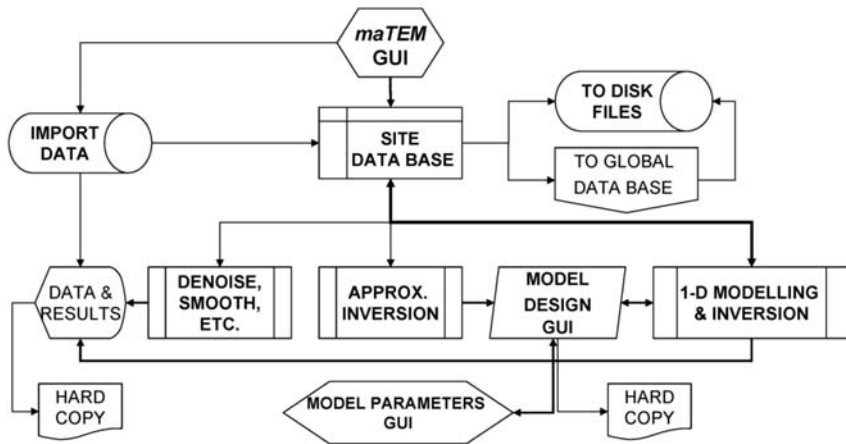 maTEM
GUI
IMPORT
DATA
SITE
DATA BASE
TO DISK
FILES
TO GLOBAL
DATA BASE
DATA &
RESULTS
DENOISE,
SMOOTH,
ETC.
APPROX.
INVERSION
MODEL
DESIGN
GUI
1-D MODELLING
& INVERSION
HARD
COPY
MODEL PARAMETERS
GUI
HARD
COPY